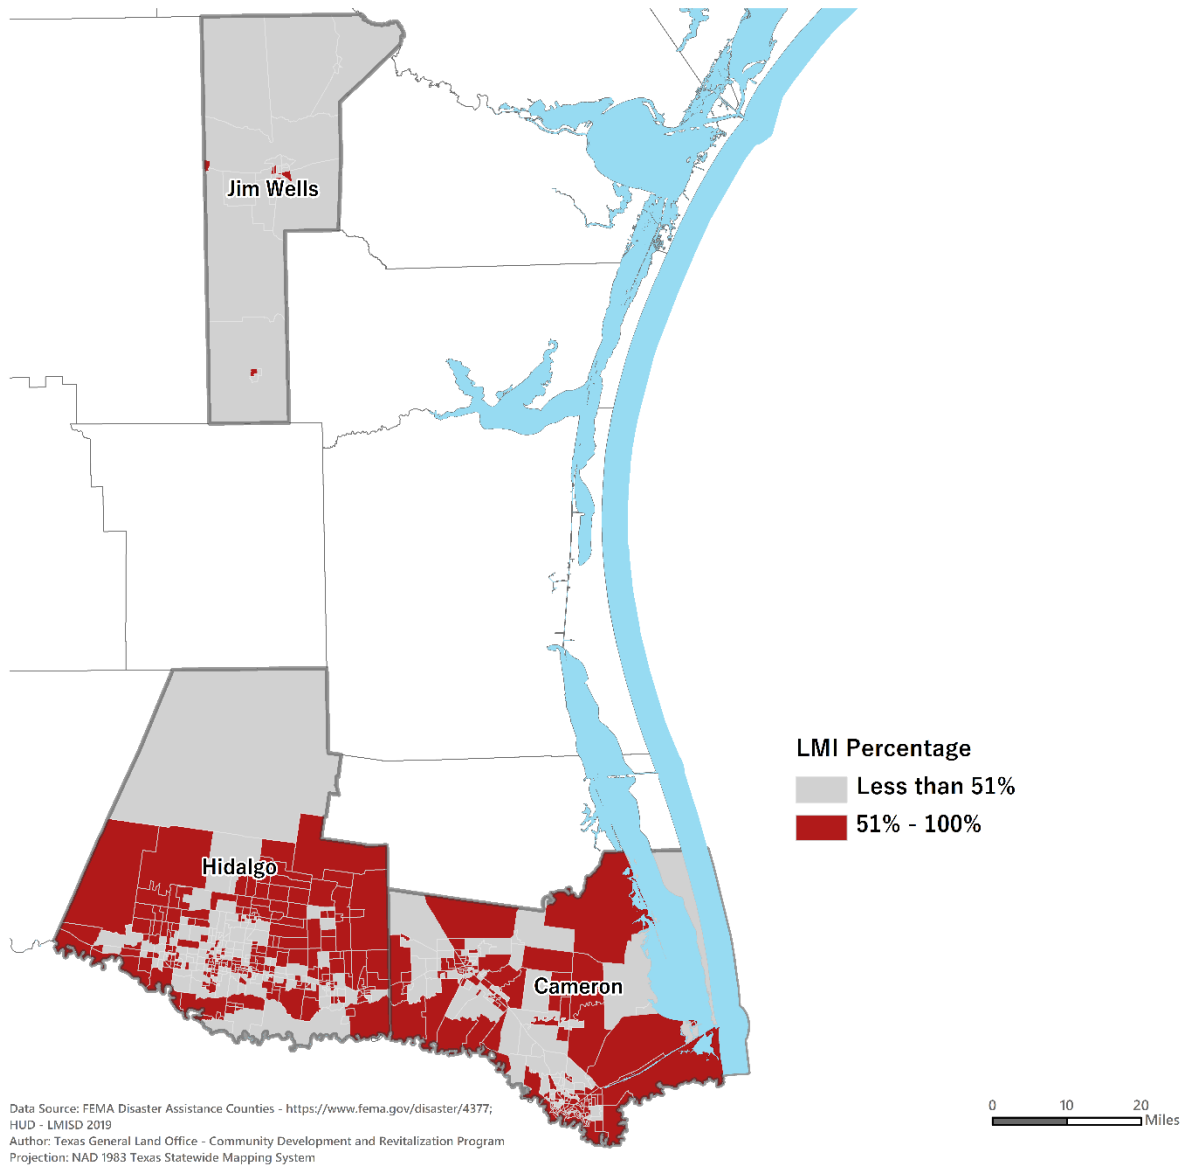 Jim Wells
LMI Percentage
Less than 51%
51% - 100%
Hidalgo
Cameron
Data Source: FEMA Disaster Assistance Counties - https://www.fema.gov/disaster/4377;
HUD - LMISD 2019
Author: Texas General Land Office - Community Development and Revitalization Program
Projection: NAD 1983 Texas Statewide Mapping System
0 10 20
Miles